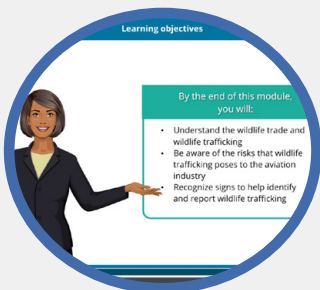 Learning objectives
By the end of this module,
you will:
• Understand the wildlife trade and
wildlife trafficking
• Be aware of the risks that wildlife
trafficking poses to the aviation
industry
• Recognize signs to help identify
and report wildlife trafficking